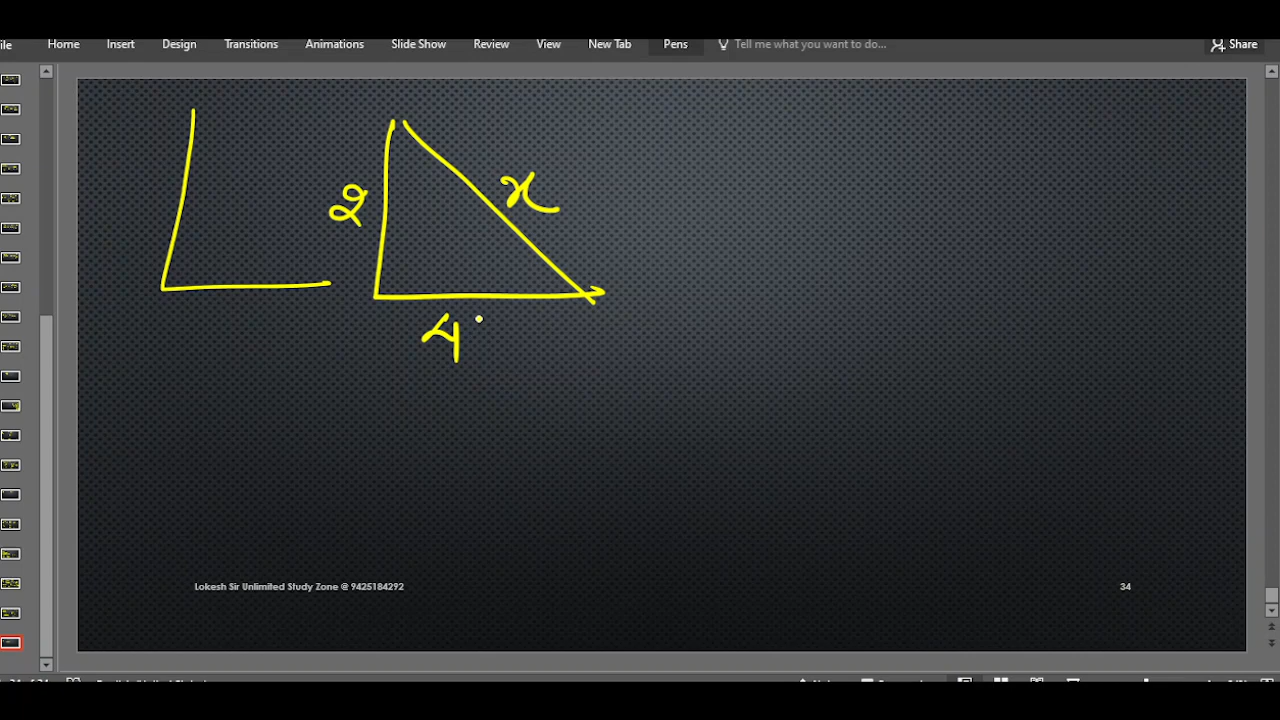 ile Home Insert Design Transitions Animations Slide Show Review View New Tab Pens Tell me what you want to do... Share
2
x
4
Lokesh Sir Unlimited Study Zone @ 9425184292
34